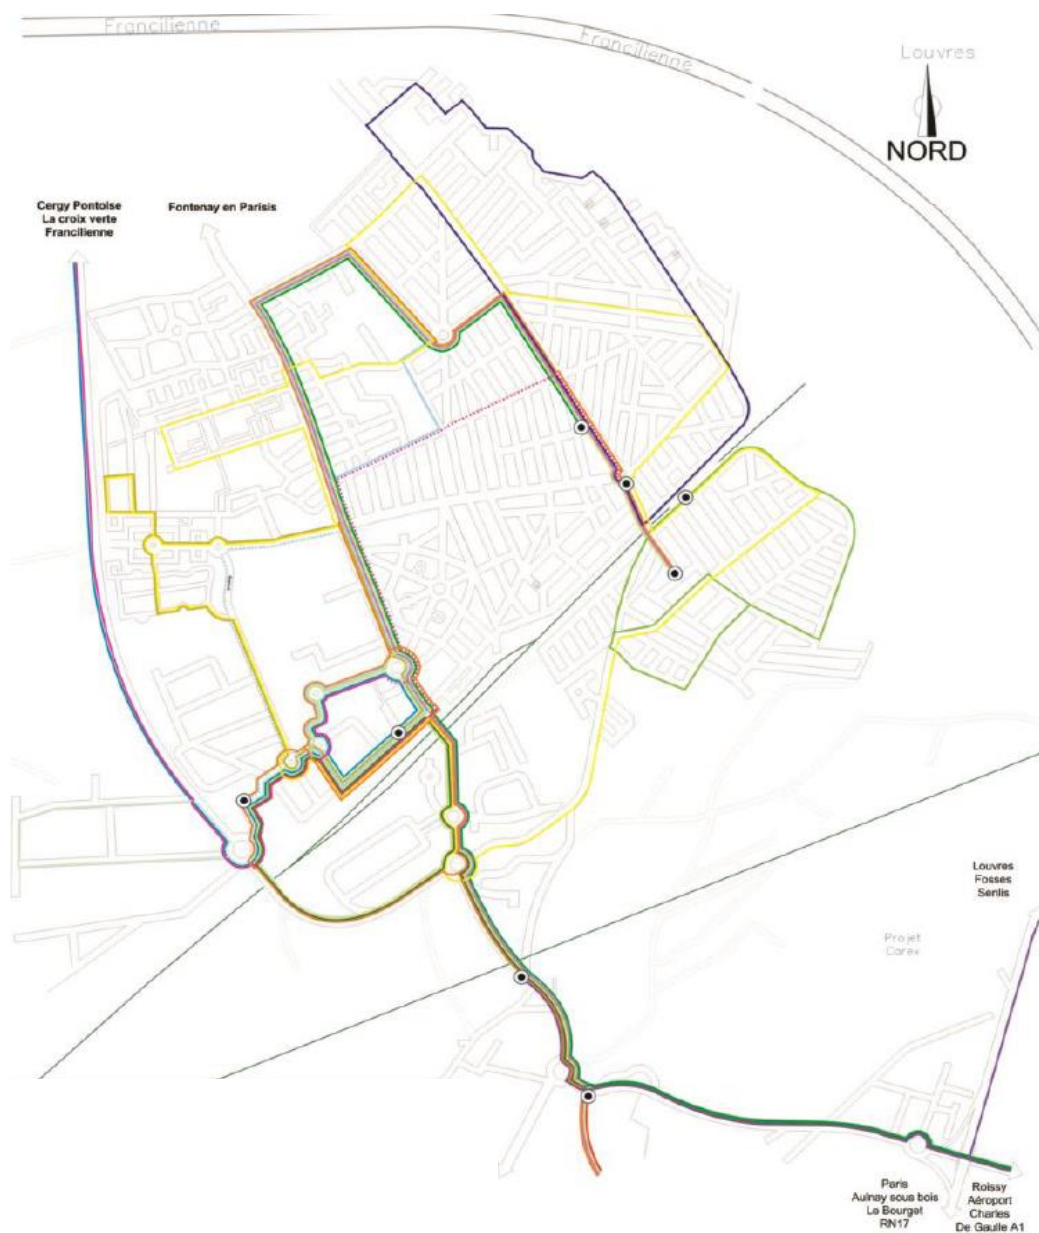 Francilienne
Francilienne
Louvres
NORD
Cergy Pontoise
La croix verte
Francilienne
Fontenay en Parisis
Louvres
Fosses
Senlis
Projet
Carex
Paris
Aulnay sous bois
Le Bourget
RN17
Roissy
Aéroport
Charles
De Gaulle A1